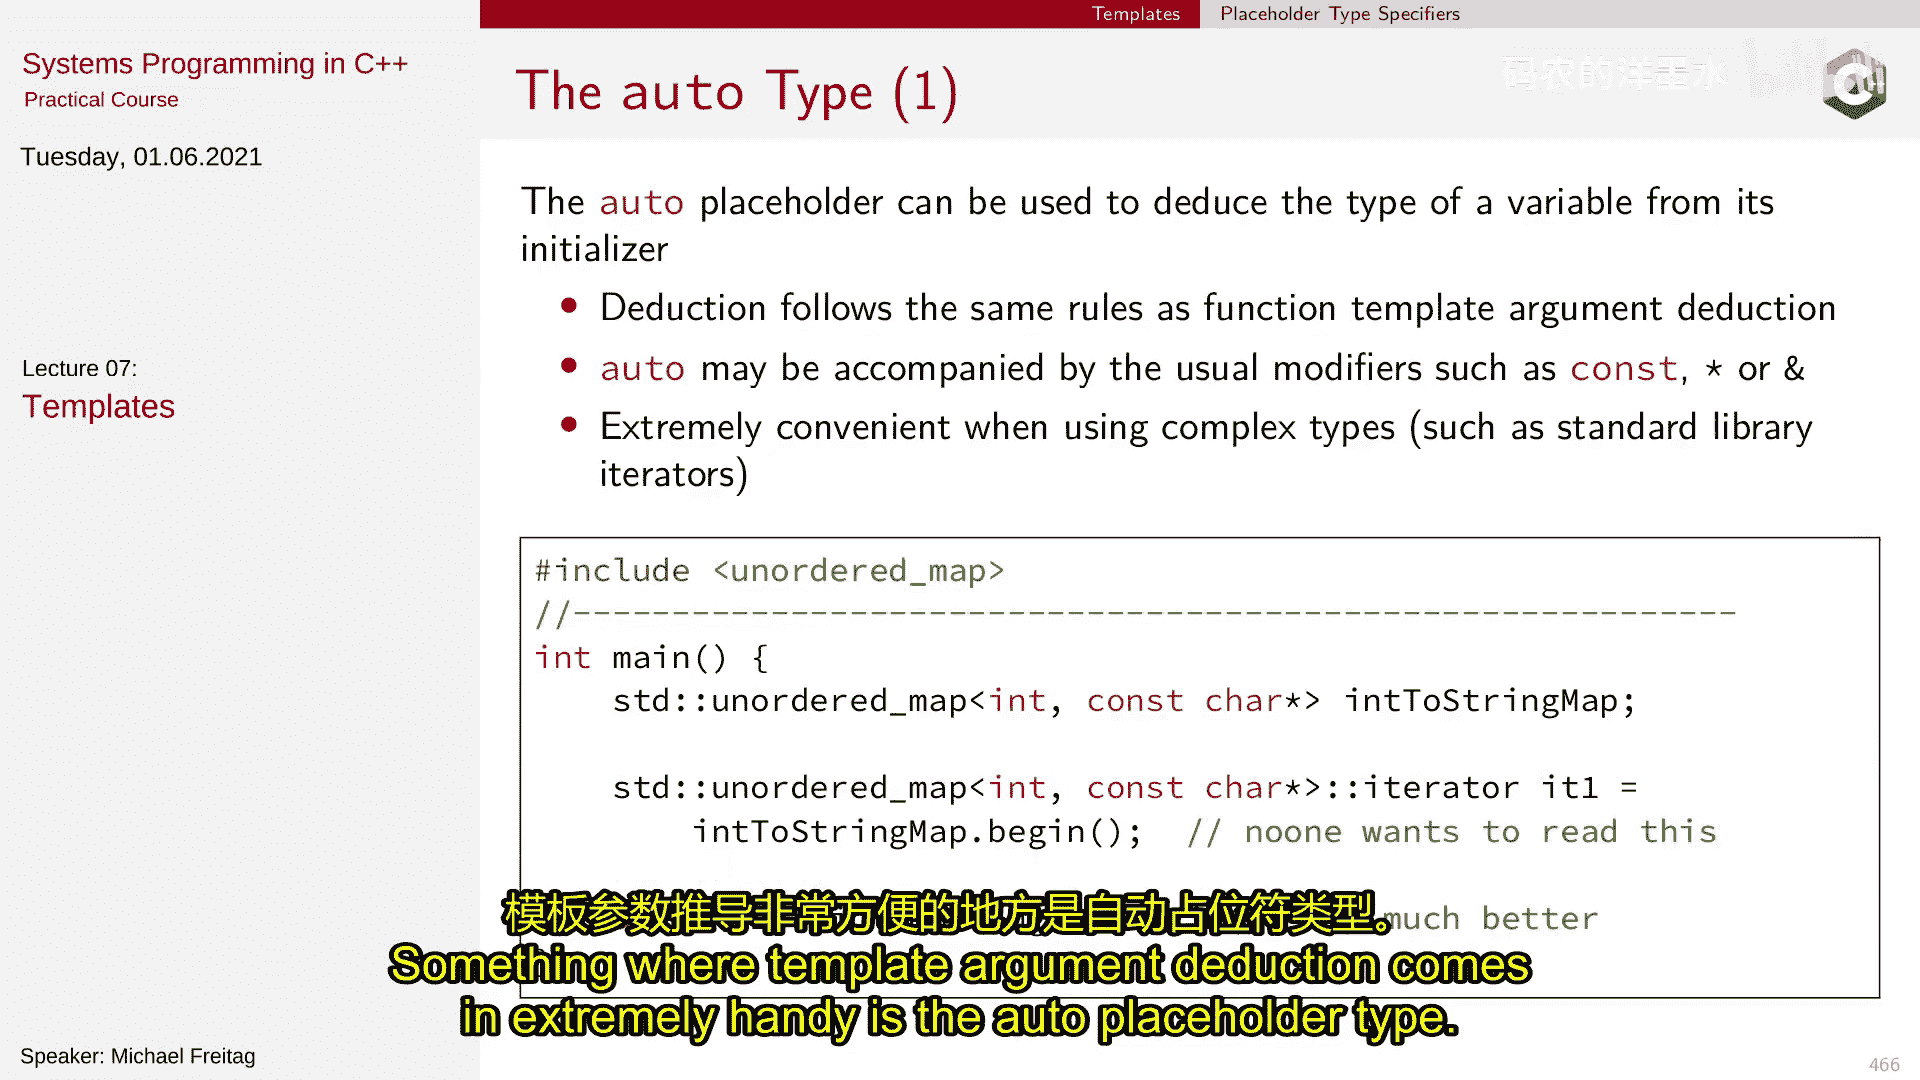 Templates
Placeholder Type Specifiers
Systems Programming in C++
Practical Course
Tuesday, 01.06.2021
Lecture 07:
Templates
The auto Type (1)
码农的洋墨水
The auto placeholder can be used to deduce the type of a variable from its
initializer
Deduction follows the same rules as function template argument deduction
auto may be accompanied by the usual modifiers such as const, * or &
Extremely convenient when using complex types (such as standard library
iterators)
#include <unordered_map>
//-----------------------------------------------------------
int main() {
std::unordered_map<int, const char*> intToStringMap;
std::unordered_map<int, const char*>::iterator it1 =
intToStringMap.begin(); // noone wants to read this
much better
模板参数推导非常方便的地方是自动占位符类型。
Something where template argument deduction comes
in extremely handy is the auto placeholder type.
Speaker: Michael Freitag
466